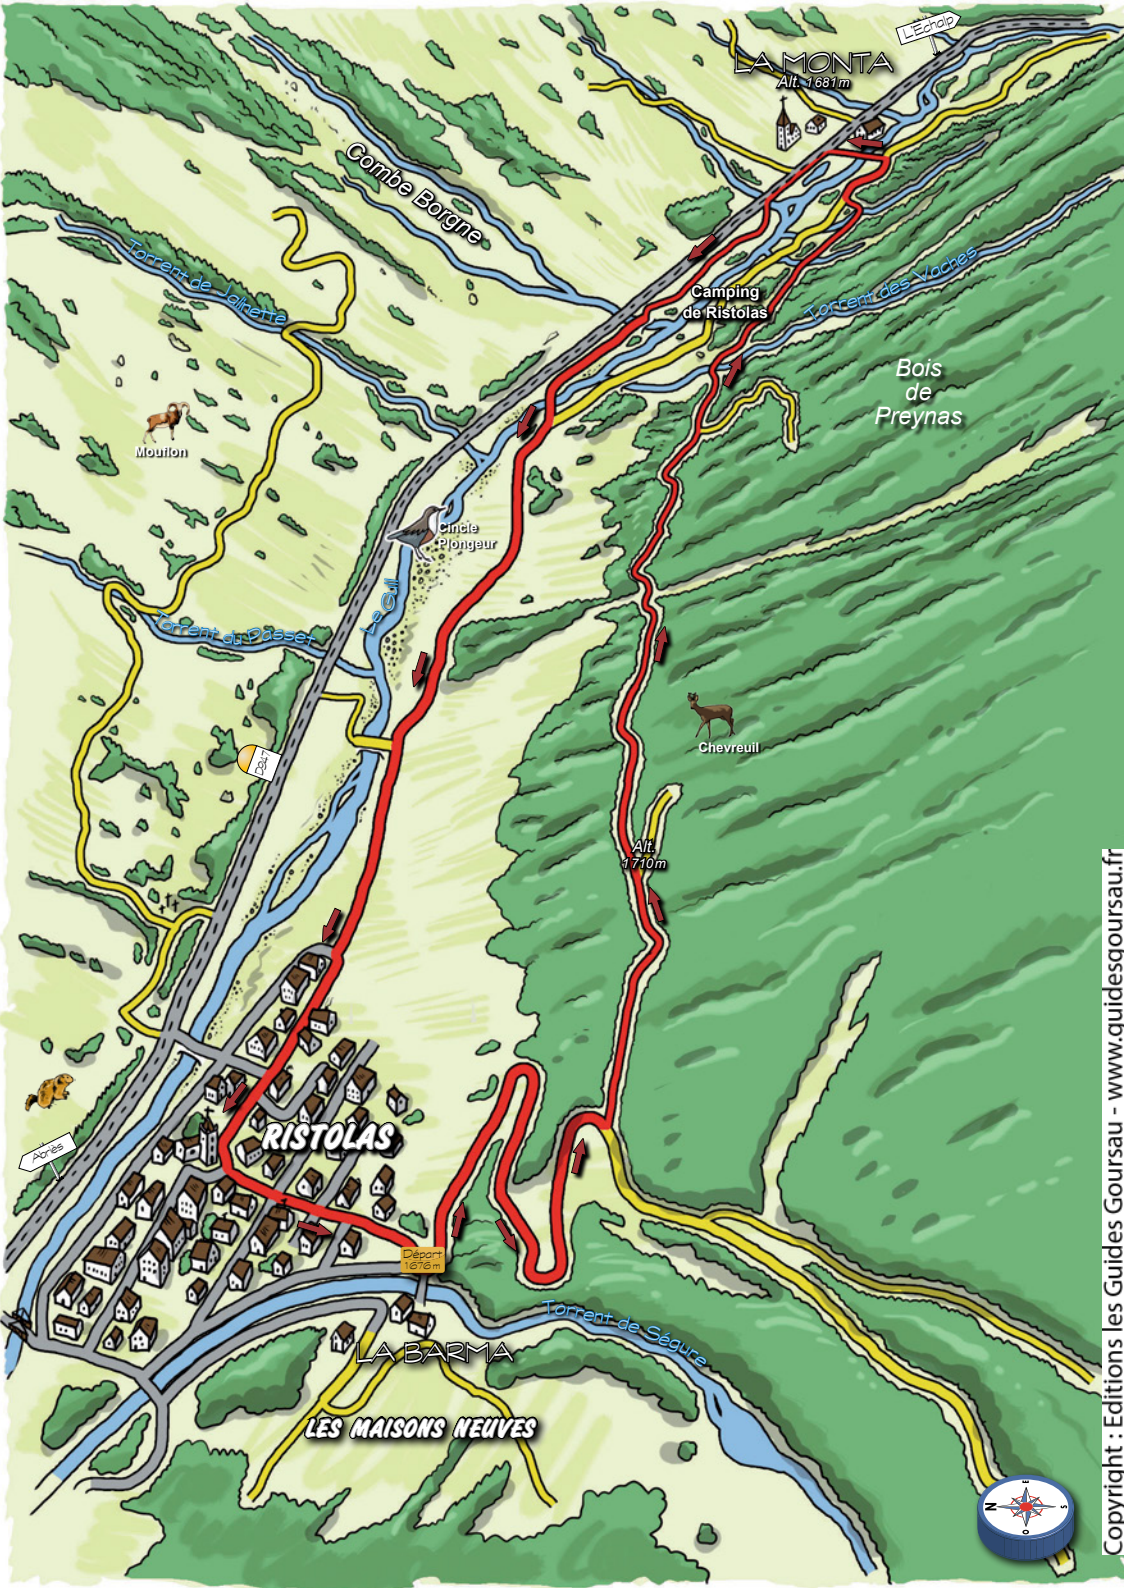 L'Echalp
LA MONTA
Alt. 1681m
Combe Borgne
Torrent de Jalinette
Torrent des Vaches
Camping
de Ristolas
Bois
de
Preynas
Mouflon
Cincle
Plongeur
Le Guil
Torrent du Passet
Chevreuil
D947
Alt.
1710m
Abriès
RISTOLAS
Départ
1676m
Torrent de Ségure
LA BARMA
LES MAISONS NEUVES
N
E
S
O
Copyright : Editions les Guides Goursau - www.guidesgoursau.fr